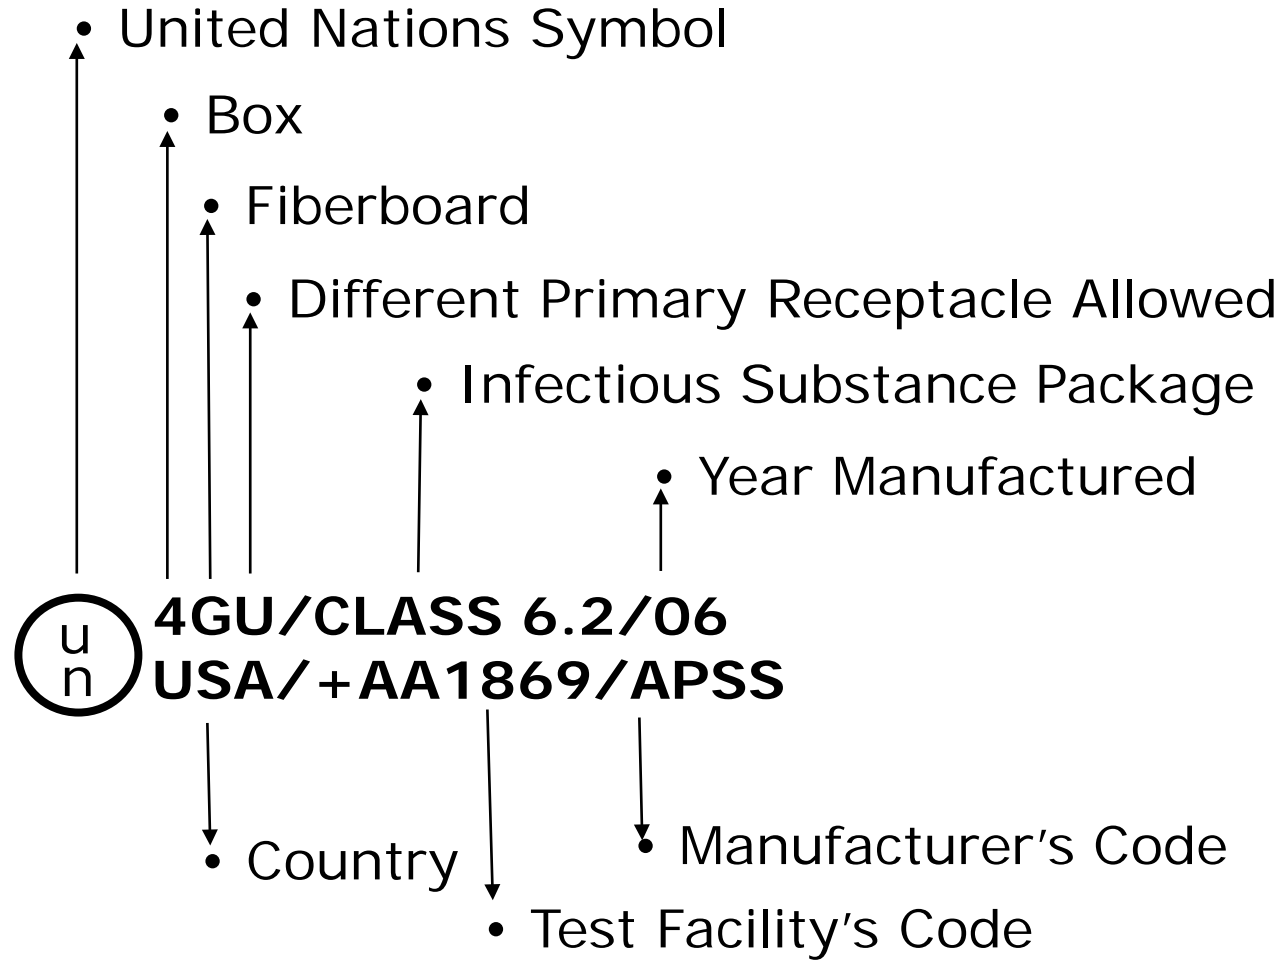 • United Nations Symbol
• Box
• Fiberboard
• Different Primary Receptacle Allowed
• Infectious Substance Package
• Year Manufactured
u
n
4GU/CLASS 6.2/06
USA/+AA1869/APSS
• Manufacturer's Code
• Country
• Test Facility's Code